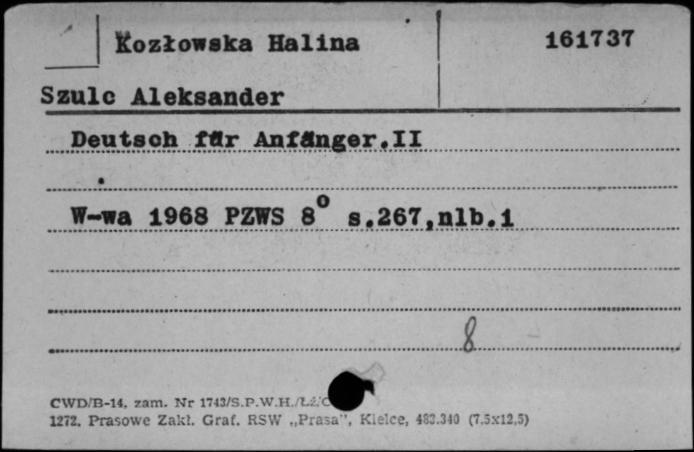 Kozłowska Halina 161737
Szulc Aleksander
Deutsch für Anfänger.II
W-wa 1968 PZWS 8° s.267,nlb.1
8
CWD/B-14, zam. Nr 1743/S.P.W.H./
1272, Prasowe Zakł. Graf. RSW „Prasa", Kielce, 483.340 (7,5x12,5)